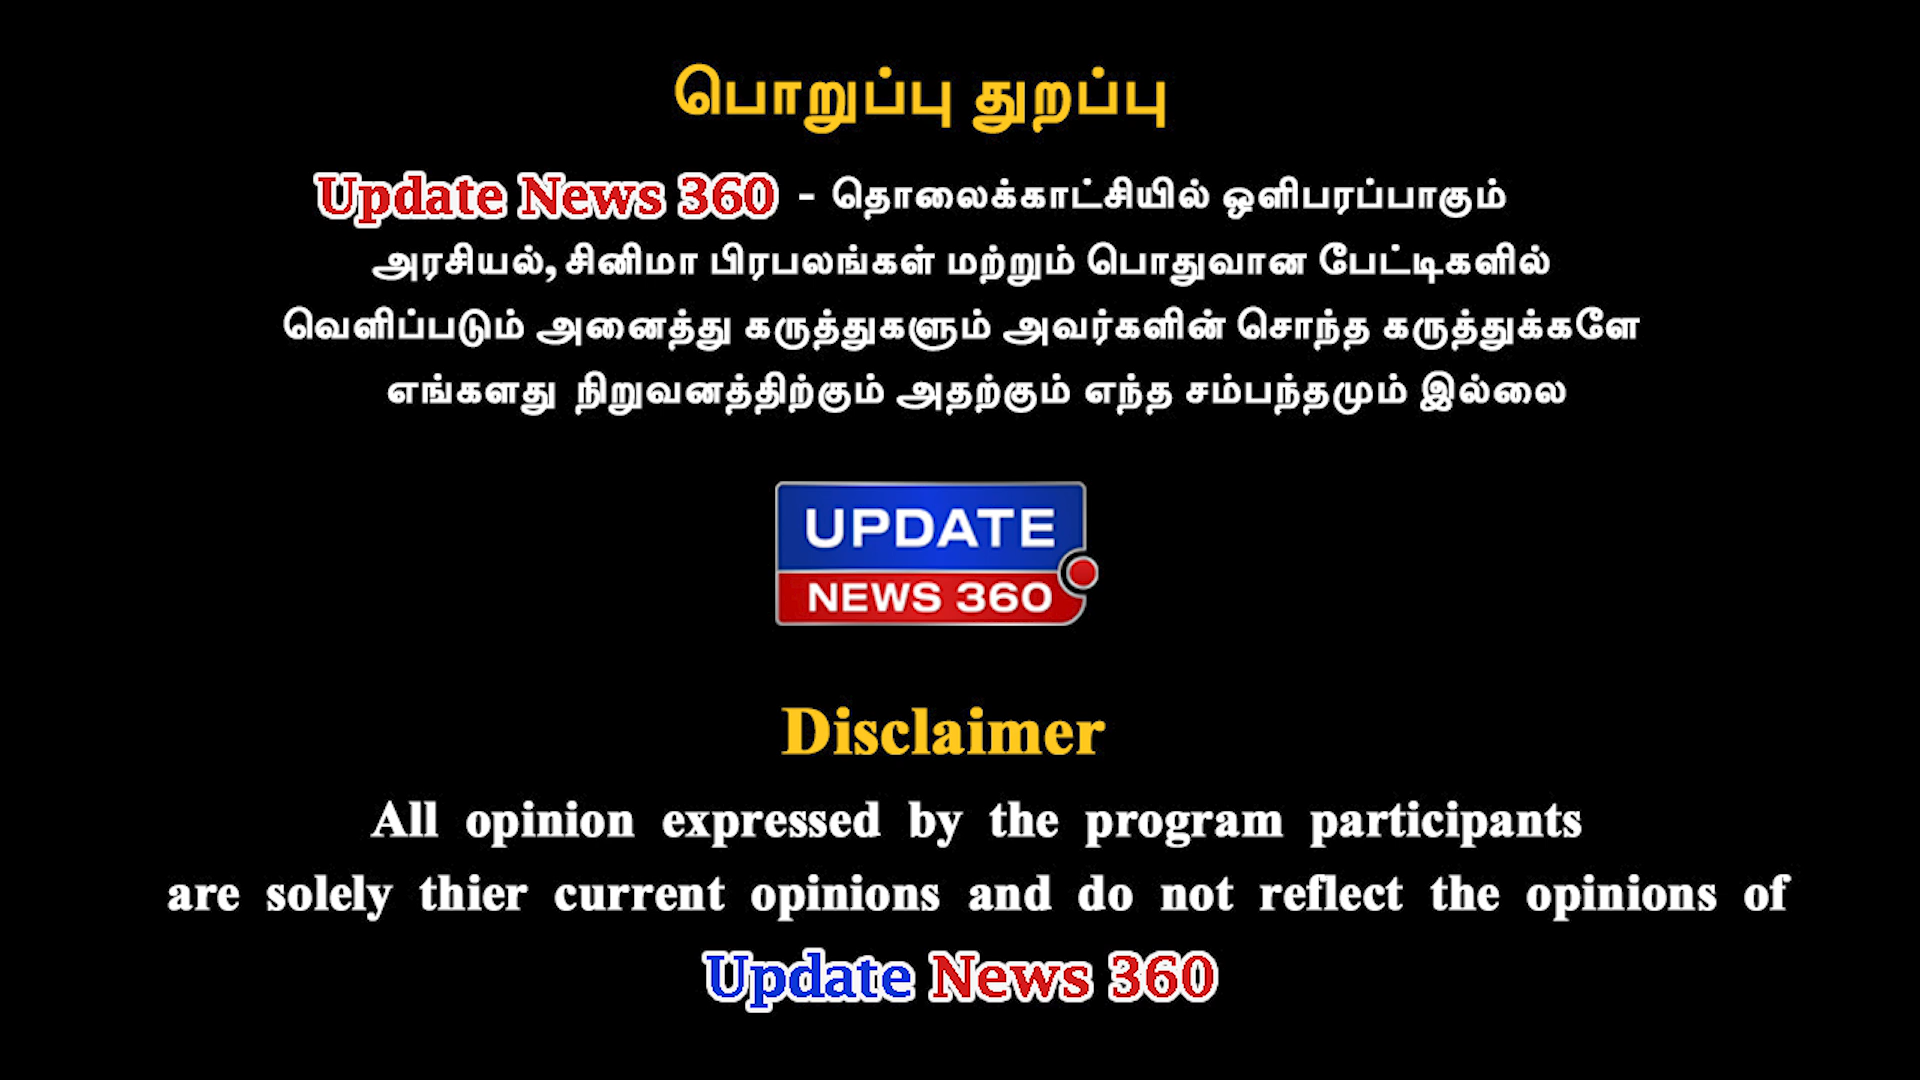 பொறுப்பு துறப்பு
Update News 360 - தொலைக்காட்சியில் ஒளிபரப்பாகும்
அரசியல், சினிமா பிரபலங்கள் மற்றும் பொதுவான பேட்டிகளில்
வெளிப்படும் அனைத்து கருத்துகளும் அவர்களின் சொந்த கருத்துக்களே
எங்களது நிறுவனத்திற்கும் அதற்கும் எந்த சம்பந்தமும் இல்லை
UPDATE
NEWS 360
Disclaimer
All opinion expressed by the program participants
are solely thier current opinions and do not reflect the opinions of
Update News 360